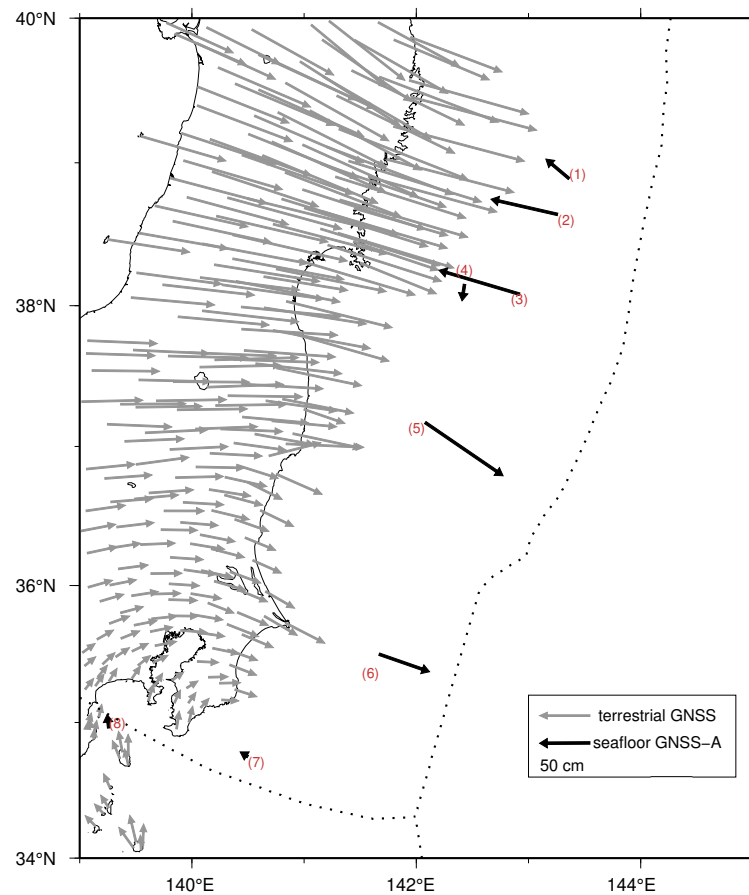 40°N
(1)
(2)
(4)
(3)
38°N
(5)
36°N
(6)
terrestrial GNSS
(8)
seafloor GNSS−A
(7)
50 cm
34°N
140°E 142°E 144°E